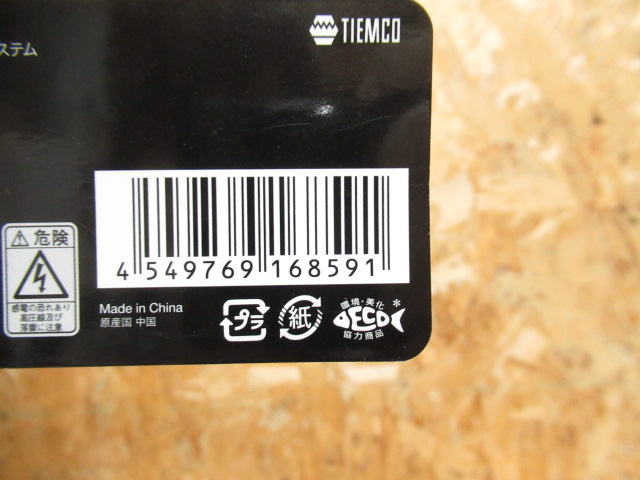 ステム
TIEMCO
4 549769 168591
危険
感電の恐れあり
高圧線及び
落雷に注意
Made in China
原産国 中国
プラ
紙
環境・美化
ECO
*
協力商品